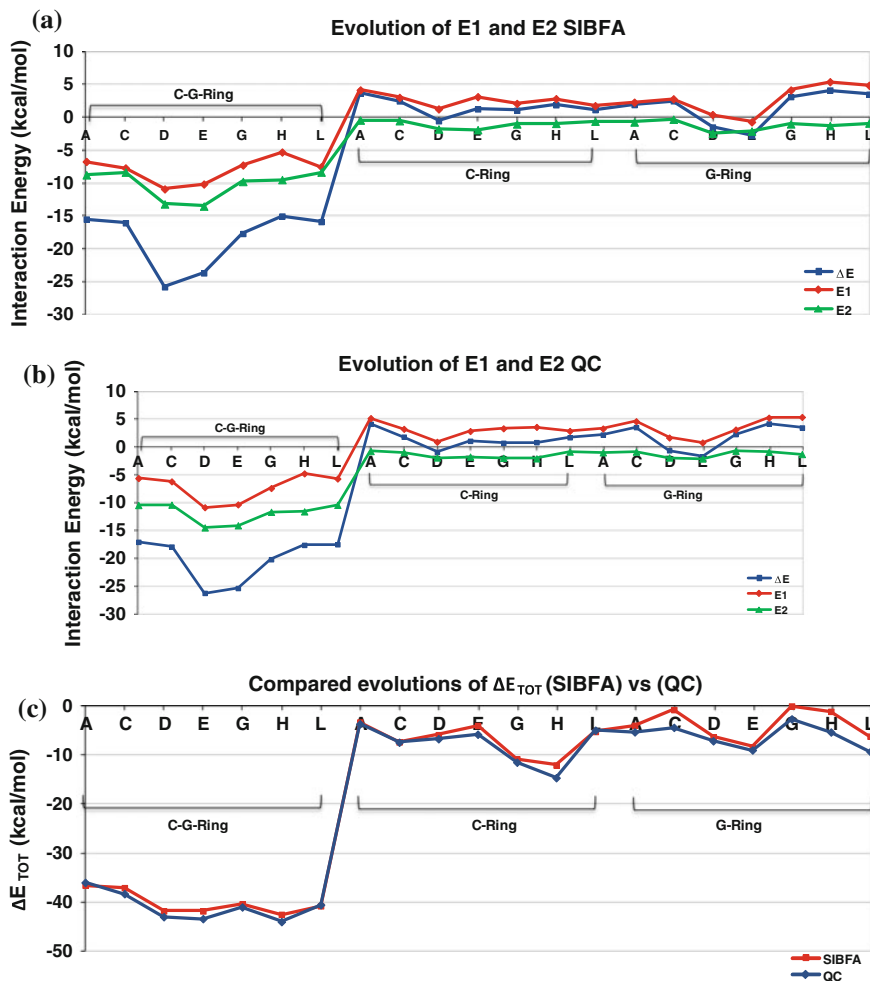 (a)
Evolution of E1 and E2 SIBFA
Interaction Energy (kcal/mol)
10
5
0
-5
-10
-15
-20
-25
-30
C-G-Ring
A C D E G H L A C D E G H L A C D E G H L
C-Ring
G-Ring
ΔE
E1
E2
(b)
Evolution of E1 and E2 QC
Interaction Energy (kcal/mol)
10
5
0
-5
-10
-15
-20
-25
-30
C-G-Ring
A C D E G H L A C D E G H L A C D E G H L
C-Ring
G-Ring
ΔE
E1
E2
(c)
Compared evolutions of ΔETOT (SIBFA) vs (QC)
ΔETOT (kcal/mol)
0
-10
-20
-30
-40
-50
A C D E G H L A C D E G H L A C D E G H L
C-G-Ring
C-Ring
G-Ring
SIBFA
QC